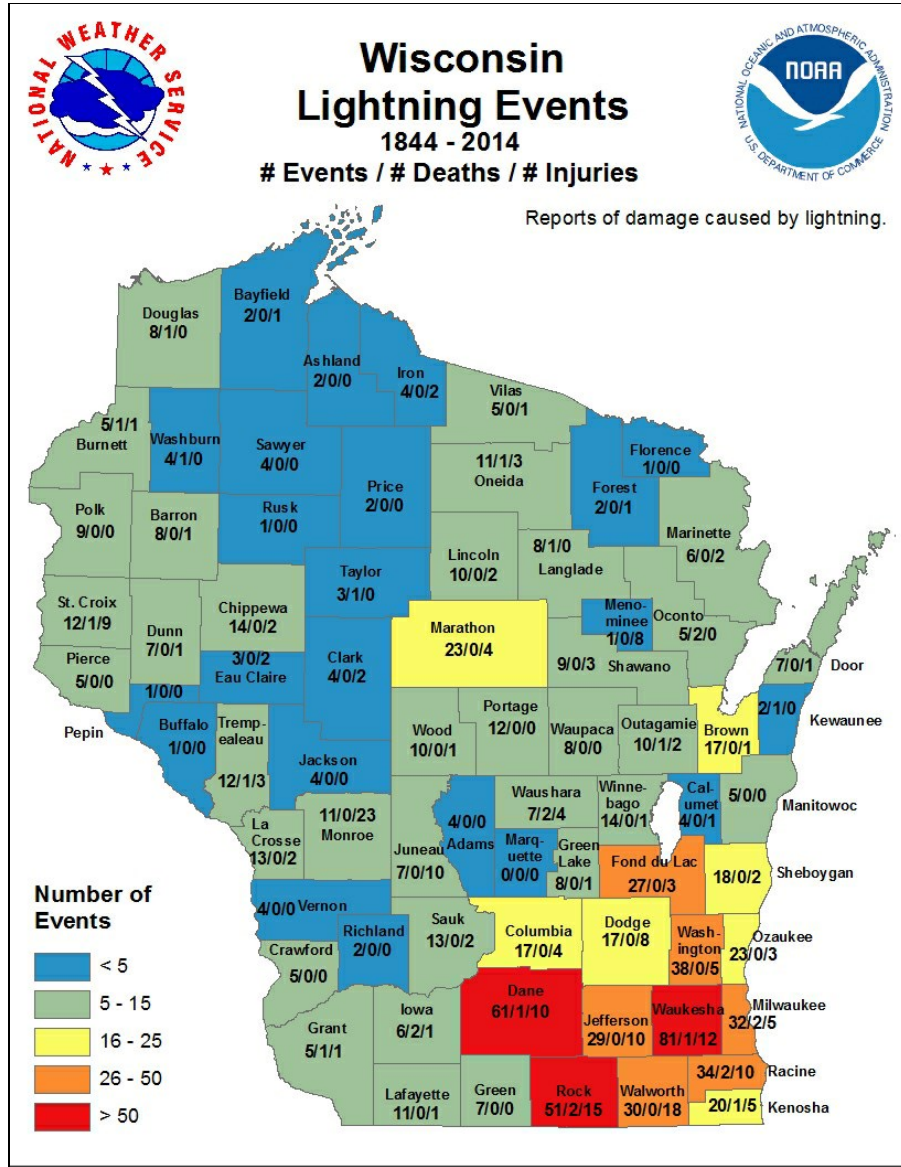 NATIONAL WEATHER SERVICE
Wisconsin
Lightning Events
1844 - 2014
# Events / # Deaths / # Injuries
NATIONAL OCEANIC AND ATMOSPHERIC ADMINISTRATION
NOAA
U.S. DEPARTMENT OF COMMERCE
Reports of damage caused by lightning.
Douglas
8/1/0
Bayfield
2/0/1
Ashland
2/0/0
Iron
4/0/2
Vilas
5/0/1
5/1/1
Burnett
Washburn
4/1/0
Sawyer
4/0/0
Price
2/0/0
11/1/3
Oneida
Forest
2/0/1
Florence
1/0/0
Marinette
6/0/2
Polk
9/0/0
Barron
8/0/1
Rusk
1/0/0
Taylor
3/1/0
Lincoln
10/0/2
8/1/0
Langlade
Meno-
minee
1/0/8
Oconto
5/2/0
St. Croix
12/1/9
Dunn
7/0/1
Chippewa
14/0/2
Clark
4/0/2
Marathon
23/0/4
9/0/3
Shawano
7/0/1
Door
Pierce
5/0/0
1/0/0
Pepin
3/0/2
Eau Claire
Buffalo
1/0/0
Tremp-
ealeau
12/1/3
Jackson
4/0/0
Wood
10/0/1
Portage
12/0/0
Waupaca
8/0/0
Outagamie
10/1/2
Brown
17/0/1
2/1/0
Kewaunee
La
Crosse
13/0/2
11/0/23
Monroe
Juneau
7/0/10
4/0/0
Adams
Waushara
7/2/4
Marq-
uette
0/0/0
Green
Lake
8/0/1
Winne-
bago
14/0/1
Cal-
umet
4/0/1
5/0/0
Manitowoc
Fond du Lac
27/0/3
18/0/2
Sheboygan
4/0/0 Vernon
Richland
2/0/0
Sauk
13/0/2
Columbia
17/0/4
Dodge
17/0/8
Wash-
ington
38/0/5
Ozaukee
23/0/3
Crawford
5/0/0
Grant
5/1/1
Iowa
6/2/1
Dane
61/1/10
Jefferson
29/0/10
Waukesha
81/1/12
Milwaukee
32/2/5
Lafayette
11/0/1
Green
7/0/0
Rock
51/2/15
Walworth
30/0/18
34/2/10
Racine
20/1/5
Kenosha
Number of
Events
< 5
5 - 15
16 - 25
26 - 50
> 50